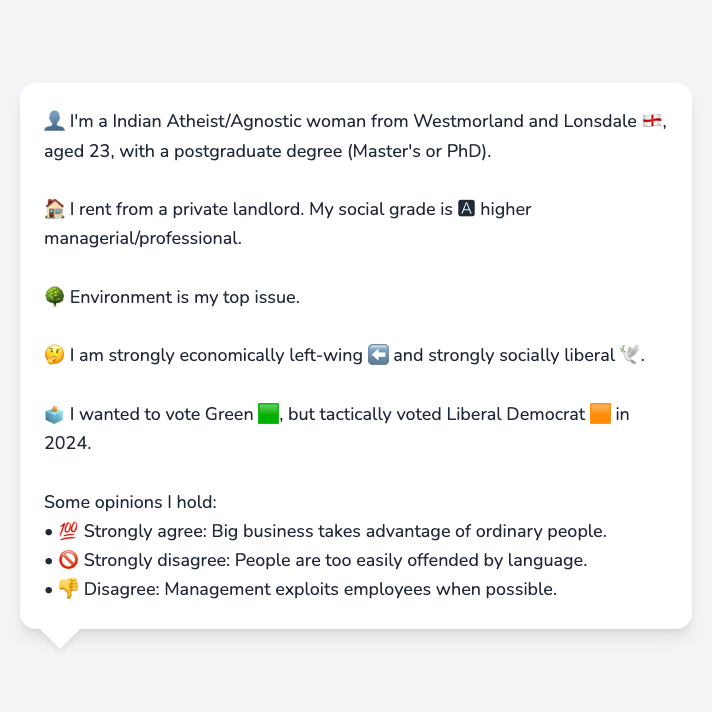 👤 I'm a Indian Atheist/Agnostic woman from Westmorland and Lonsdale 🏴󠁧󠁢󠁥󠁮󠁧󠁿,
aged 23, with a postgraduate degree (Master's or PhD).
🏠 I rent from a private landlord. My social grade is 🅰 higher
managerial/professional.
🌳 Environment is my top issue.
🤔 I am strongly economically left-wing ⬅️ and strongly socially liberal 🕊️.
🗳️ I wanted to vote Green 🟩, but tactically voted Liberal Democrat 🟧 in
2024.
Some opinions I hold:
• 💯 Strongly agree: Big business takes advantage of ordinary people.
• 🚫 Strongly disagree: People are too easily offended by language.
• 👎 Disagree: Management exploits employees when possible.